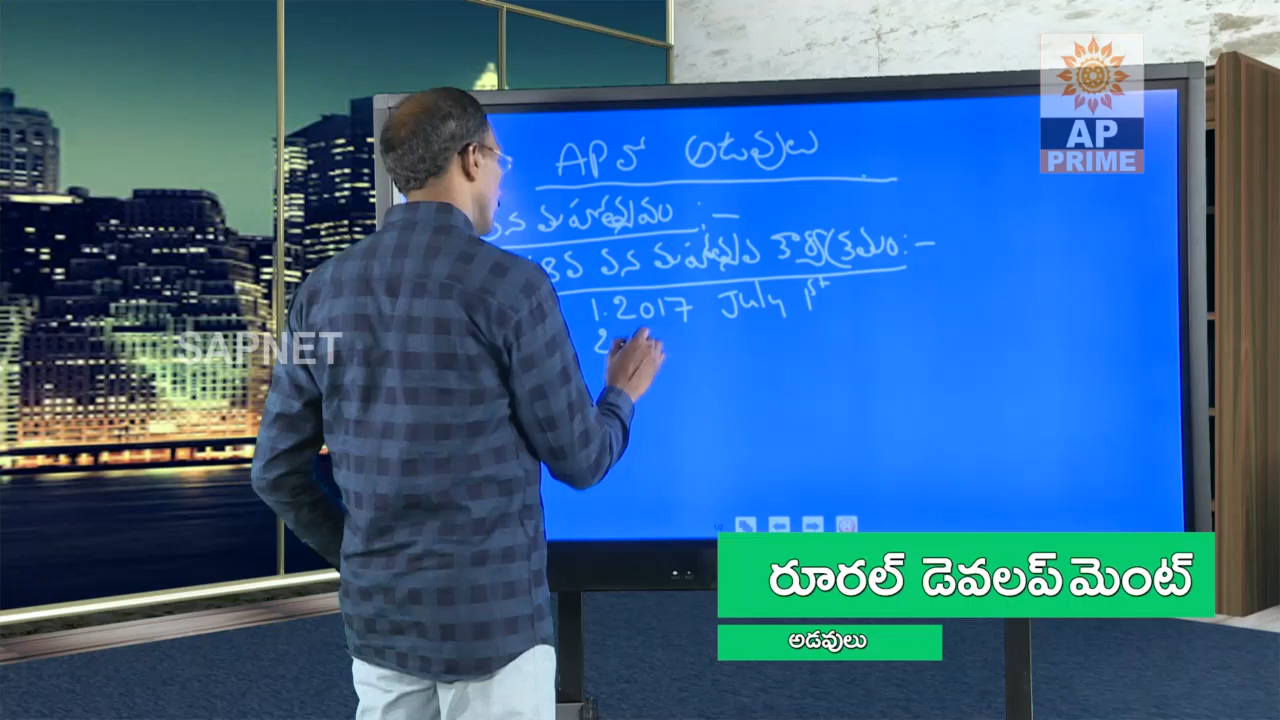 AP
PRIME
APలో అడవులు
వన మహోత్సవం :-
వన మహోత్సవ కార్యక్రమం:-
1. 2017 July 1st
2
SAPNET
రూరల్ డెవలప్‌మెంట్
అడవులు